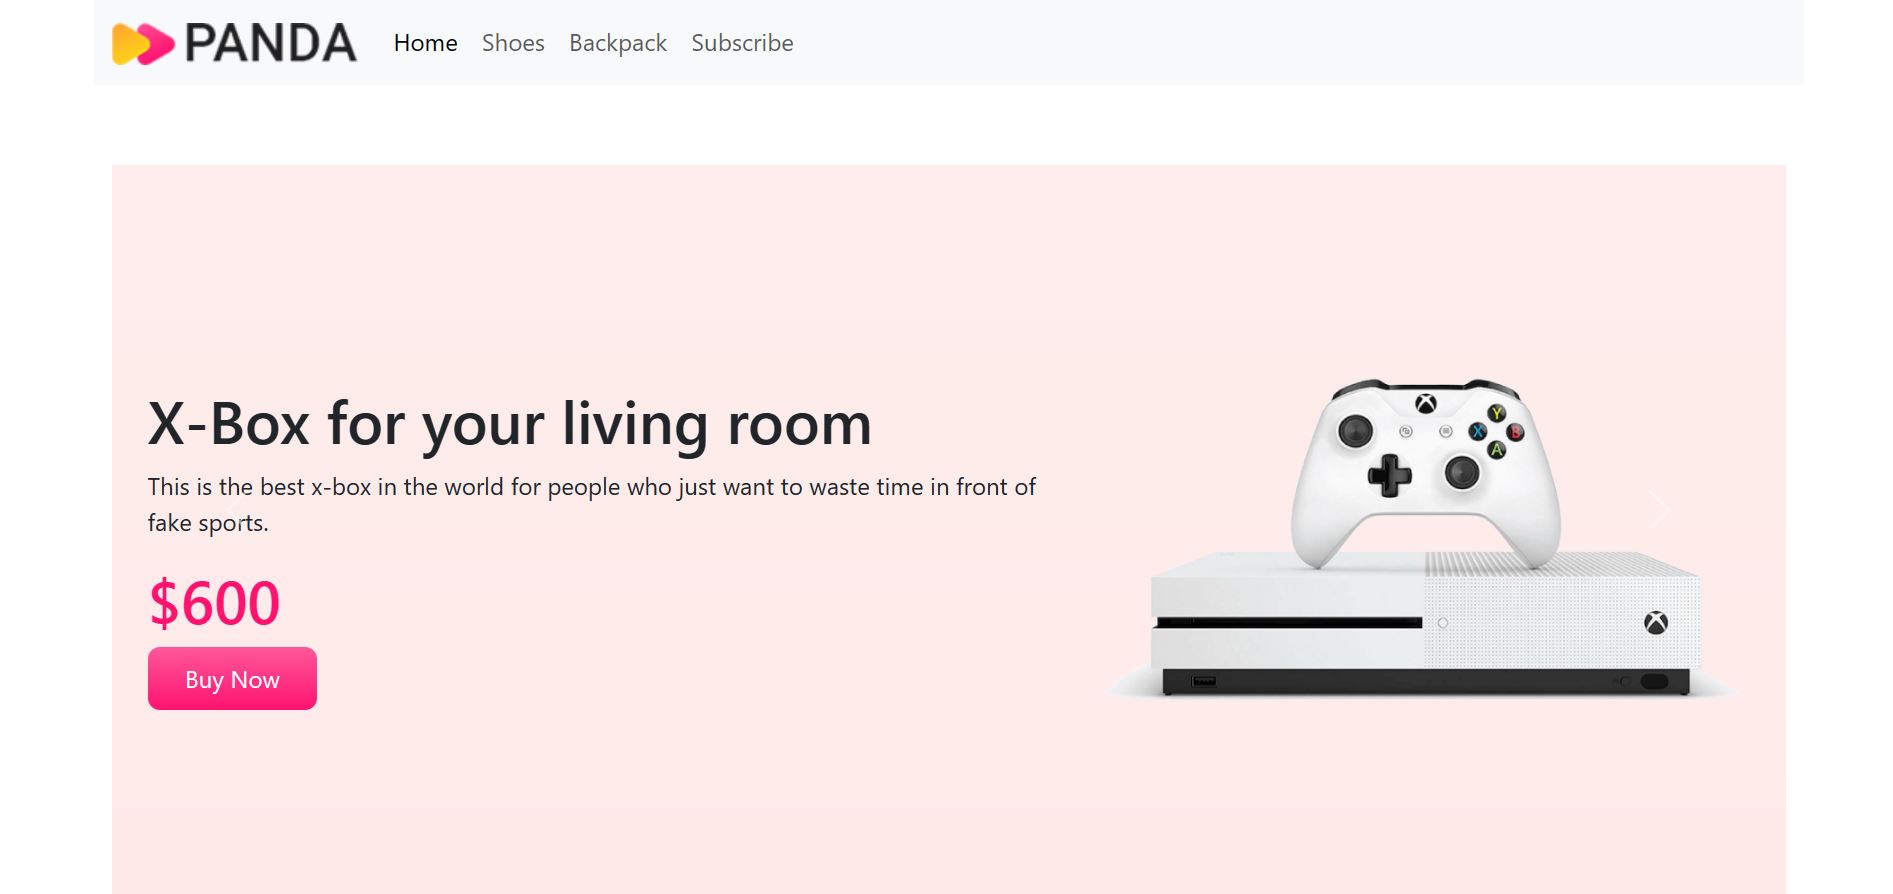 PANDA Home Shoes Backpack Subscribe
X-Box for your living room
This is the best x-box in the world for people who just want to waste time in front of
fake sports.
$600
Buy Now
Y
X B
A